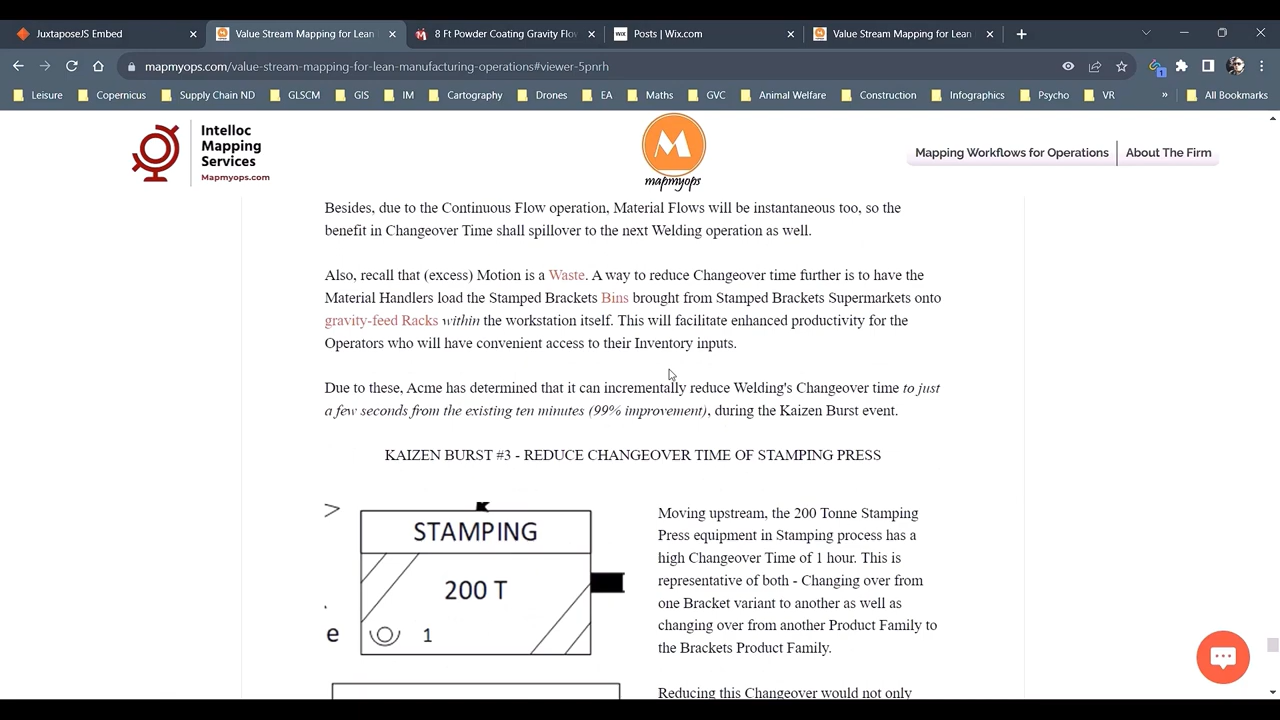 JuxtaposeJS Embed
Value Stream Mapping for Lean
8 Ft Powder Coating Gravity Flo
WIX
Posts | Wix.com
Value Stream Mapping for Lean
mapmyops.com/value-stream-mapping-for-lean-manufacturing-operations#viewer-5pnrh
1
Leisure
Copernicus
Supply Chain ND
GLSCM
GIS
IM
Cartography
Drones
EA
Maths
GVC
Animal Welfare
Construction
Infographics
Psycho
VR
»
All Bookmarks
Intelloc
Mapping
Services
Mapmyops.com
M
mapmyops
Mapping Workflows for Operations
About The Firm
Besides, due to the Continuous Flow operation, Material Flows will be instantaneous too, so the
benefit in Changeover Time shall spillover to the next Welding operation as well.
Also, recall that (excess) Motion is a Waste. A way to reduce Changeover time further is to have the
Material Handlers load the Stamped Brackets Bins brought from Stamped Brackets Supermarkets onto
gravity-feed Racks within the workstation itself. This will facilitate enhanced productivity for the
Operators who will have convenient access to their Inventory inputs.
Due to these, Acme has determined that it can incrementally reduce Welding's Changeover time to just
a few seconds from the existing ten minutes (99% improvement), during the Kaizen Burst event.
KAIZEN BURST #3 - REDUCE CHANGEOVER TIME OF STAMPING PRESS
STAMPING
200 T
e
1
Moving upstream, the 200 Tonne Stamping
Press equipment in Stamping process has a
high Changeover Time of 1 hour. This is
representative of both - Changing over from
one Bracket variant to another as well as
changing over from another Product Family to
the Brackets Product Family.
Reducing this Changeover would not only